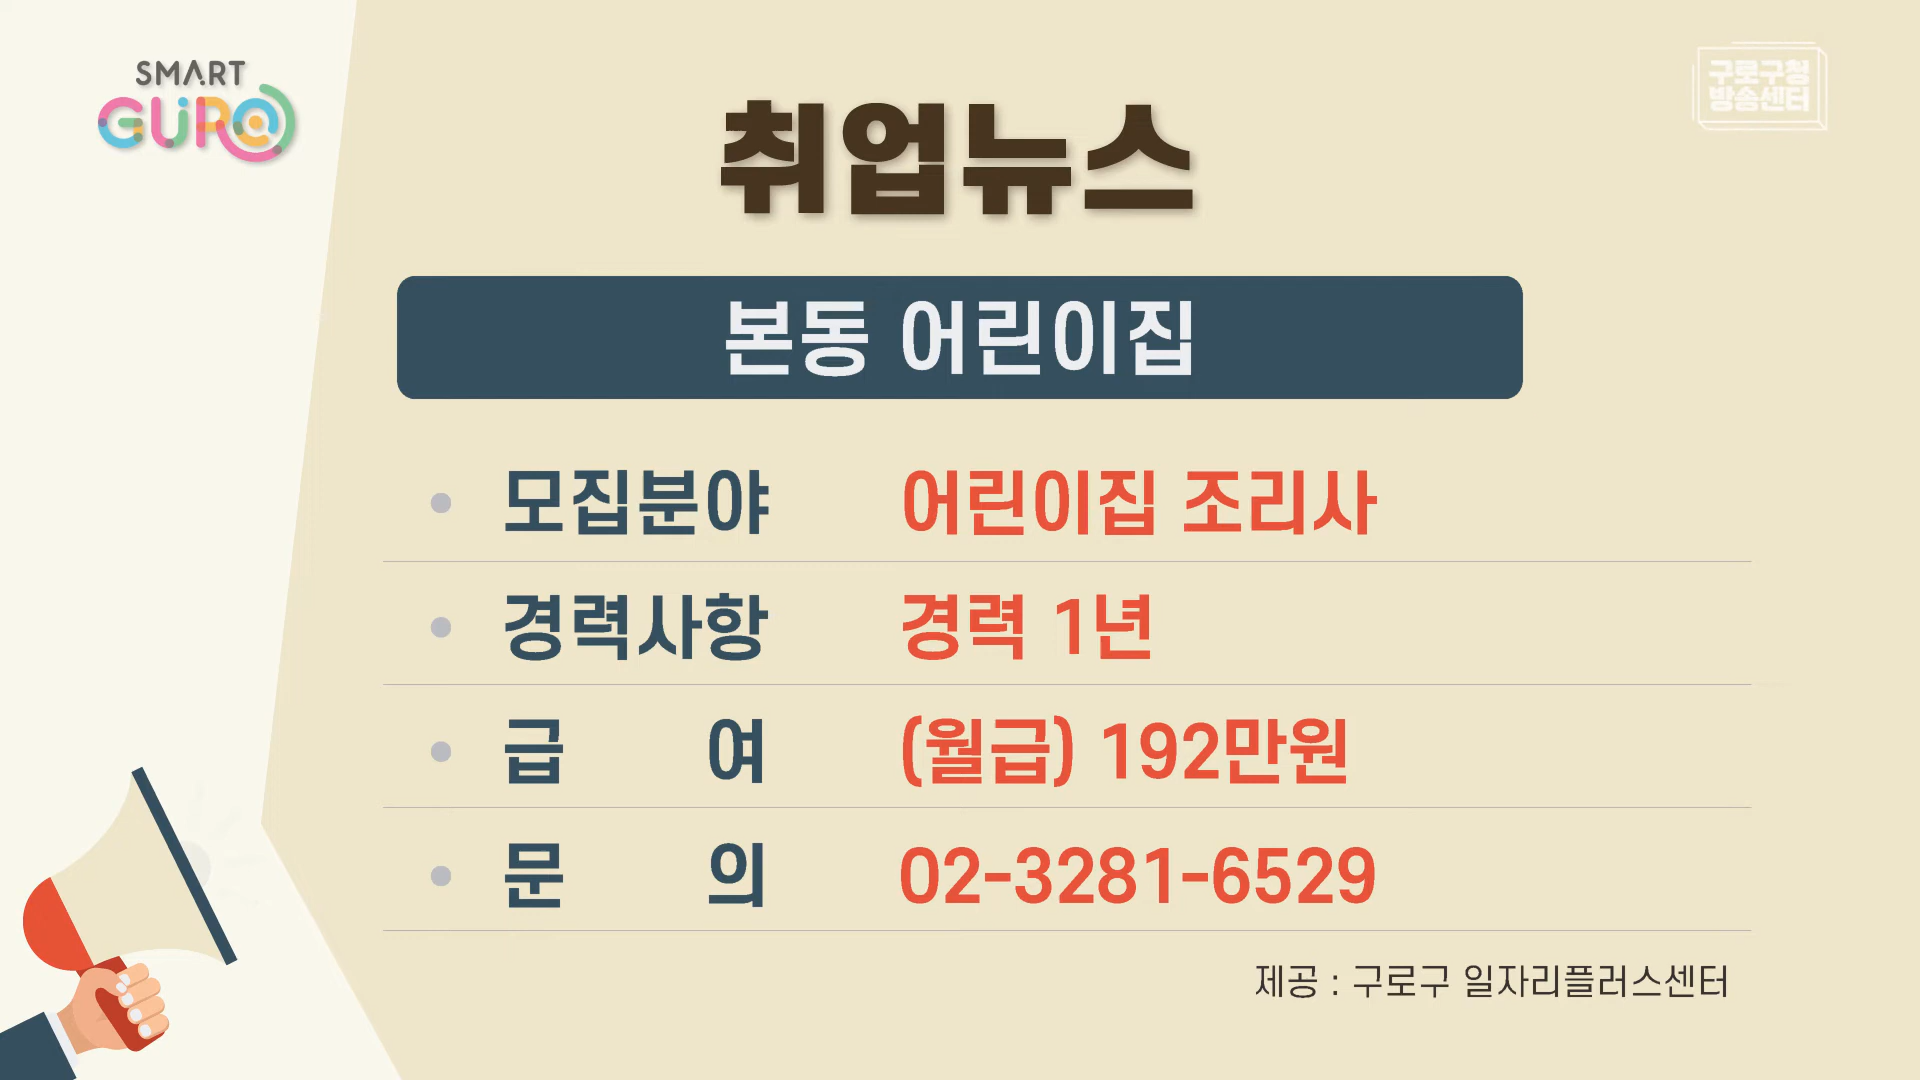 SMART
GURO
구로구청
방송센터
취업뉴스
본동 어린이집
모집분야 어린이집 조리사
경력사항 경력 1년
급 여 (월급) 192만원
문 의 02-3281-6529
제공 : 구로구 일자리플러스센터